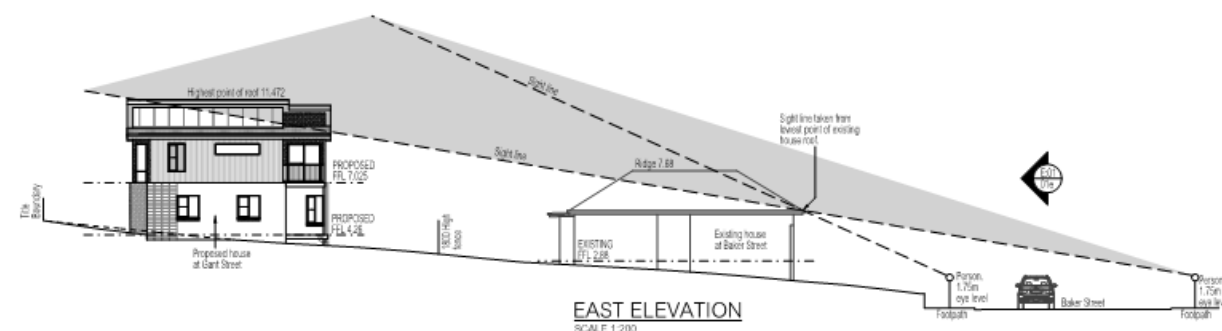 Highest point of roof 11.472
Sight line
Sight line taken from
lowest point of existing
house roof.
Sight line
Ridge 7.68
E.01
01e
PROPOSED
FFL 7.025
Title
Boundary
PROPOSED
FFL 4.26
1800 High
fence
Existing house
at Baker Street
EXISTING
FFL 2.88
Proposed house
at Gant Street
Person,
1.75m
eye level
Baker Street
Person,
1.75m
eye level
Footpath
Footpath
EAST ELEVATION
SCALE 1:200